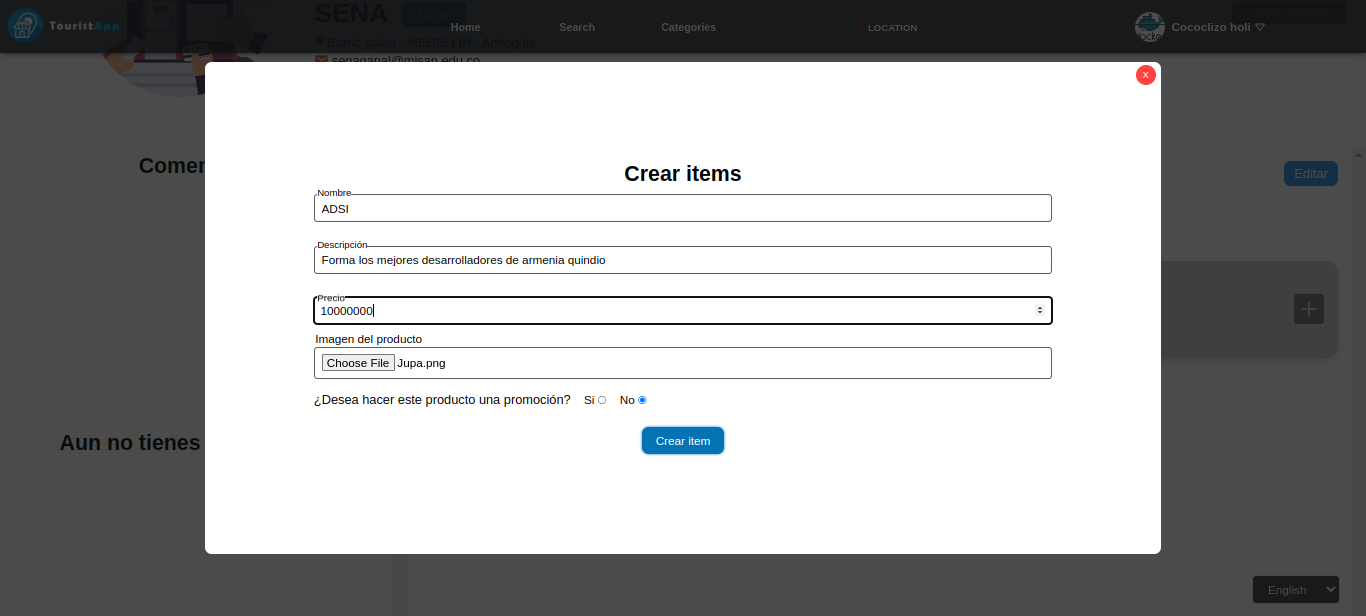 SENA
TouristApp
Home
Search
Categories
LOCATION
Cococlizo holi
Barrio galan - MEDELLIN - Antioquia
senaganal@misan.edu.co
X
Comer
Editar
Crear items
Nombre
ADSI
Descripción
Forma los mejores desarrolladores de armenia quindio
Precio
10000000
Imagen del producto
Choose File Jupa.png
¿Desea hacer este producto una promoción? Si No
Crear item
Aun no tienes
English